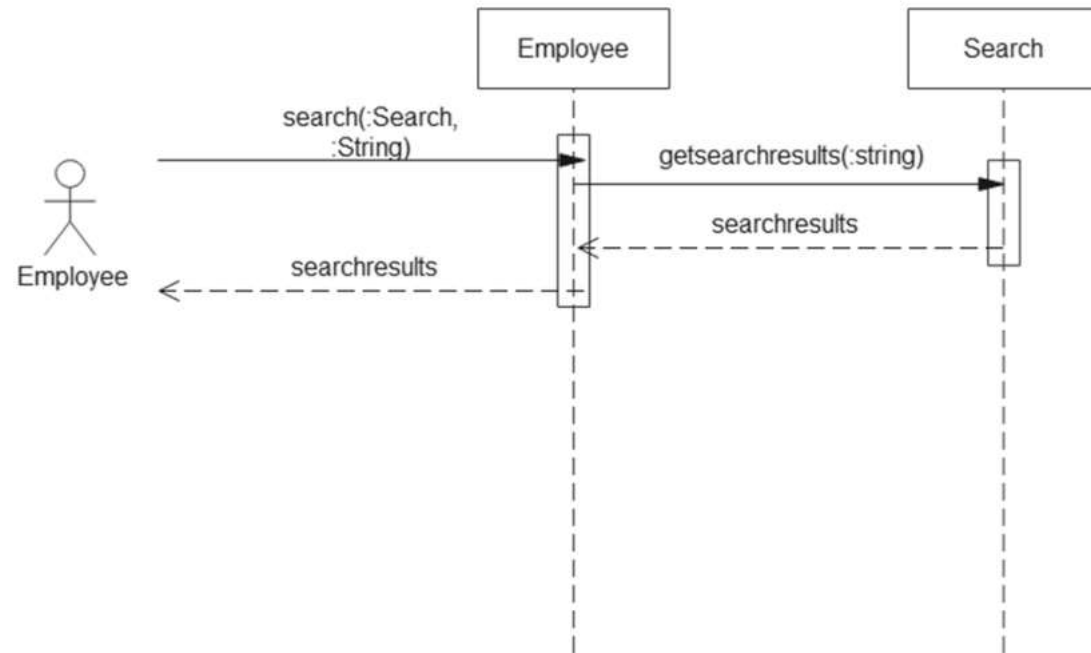 Employee
Search
search(:Search,
:String)
getsearchresults(:string)
searchresults
searchresults
Employee